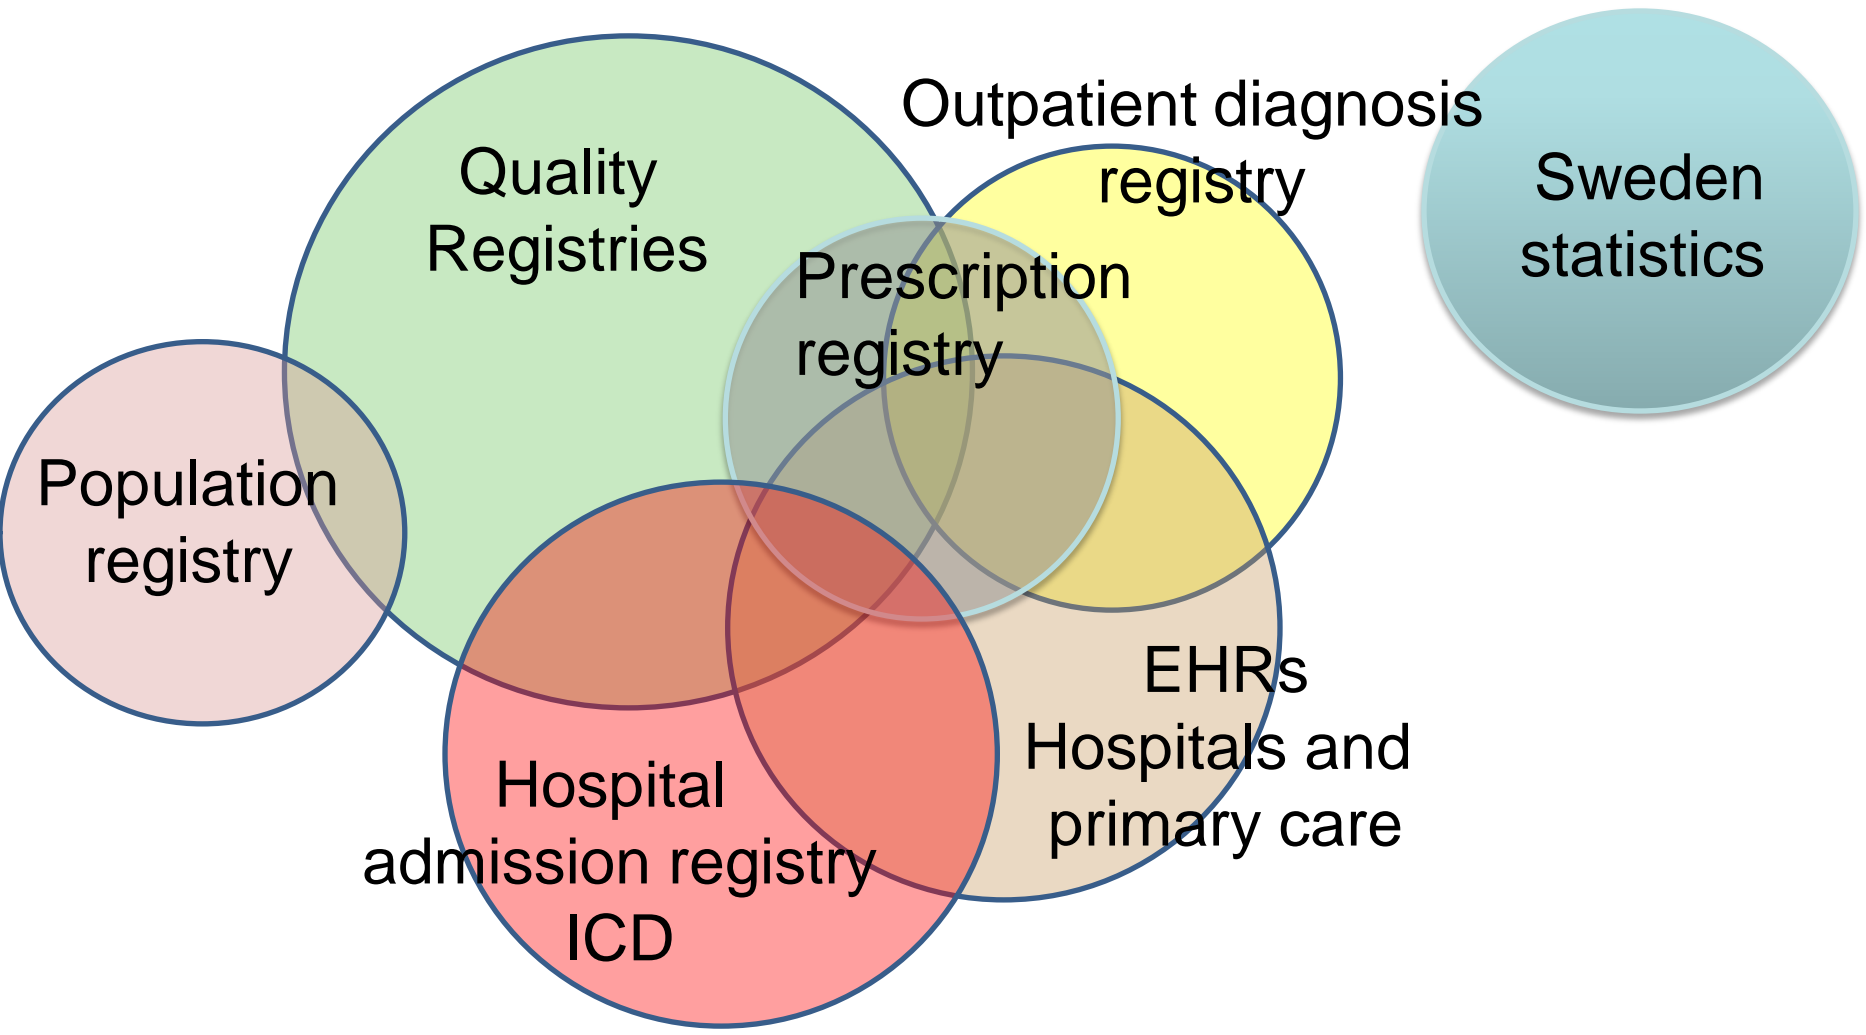 Quality
Registries
Outpatient diagnosis
registry
Sweden
statistics
Prescription
registry
Population
registry
EHRs
Hospitals and
primary care
Hospital
admission registry
ICD